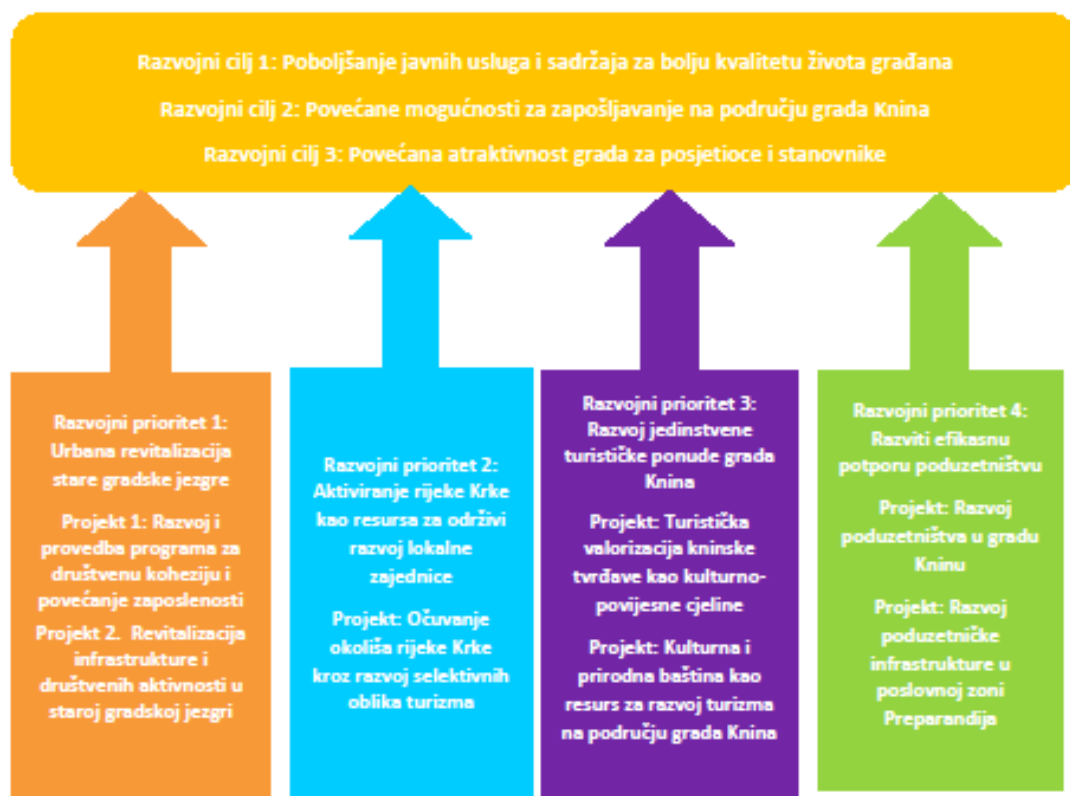 Razvojni cilj 1: Poboljšanje javnih usluga i sadržaja za bolju kvalitetu života građana
Razvojni cilj 2: Povećane mogućnosti za zapošljavanje na području grada Knina
Razvojni cilj 3: Povećana atraktivnost grada za posjetioce i stanovnike
Razvojni prioritet 1:
Urbana revitalizacija
stare gradske jezgre
Projekt 1: Razvoj i
provedba programa za
društvenu koheziju i
povećanje zaposlenosti
Projekt 2. Revitalizacija
infrastrukture i
društvenih aktivnosti u
staroj gradskoj jezgri
Razvojni prioritet 2:
Aktiviranje rijeke Krke
kao resursa za održivi
razvoj lokalne
zajednice
Projekt: Očuvanje
okoliša rijeke Krke
kroz razvoj selektivnih
oblika turizma
Razvojni prioritet 3:
Razvoj jedinstvene
turističke ponude grada
Knina
Projekt: Turistička
valorizacija kninske
tvrđave kao kulturno-
povijesne cjeline
Projekt: Kulturna i
prirodna baština kao
resurs za razvoj turizma
na području grada Knina
Razvojni prioritet 4:
Razviti efikasnu
potporu poduzetništvu
Projekt: Razvoj
poduzetništva u gradu
Kninu
Projekt: Razvoj
poduzetničke
infrastrukture u
poslovnoj zoni
Preparandija